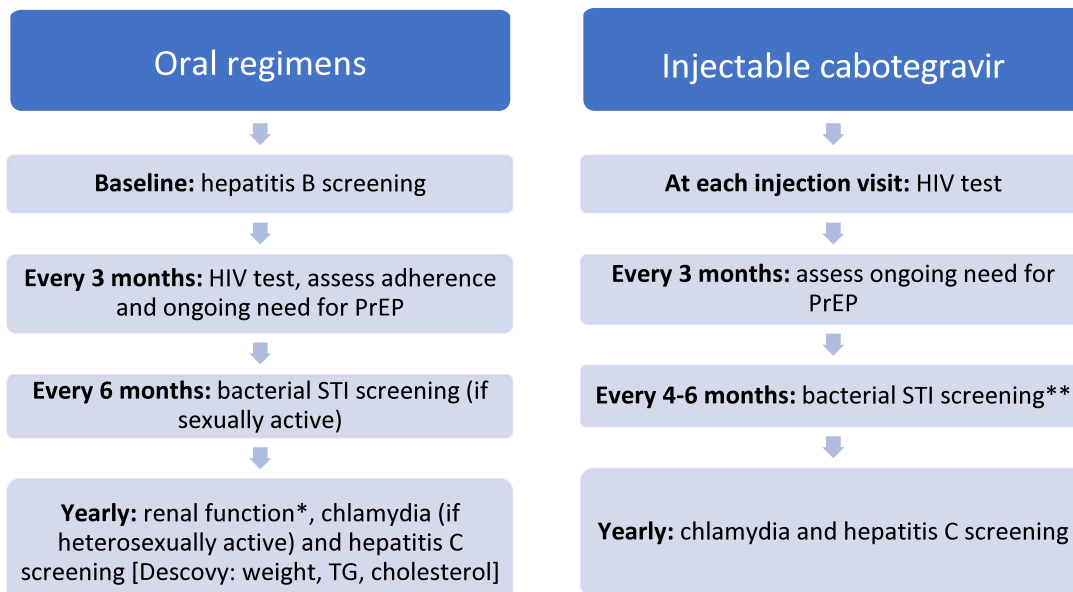 Oral regimens
Baseline: hepatitis B screening
Every 3 months: HIV test, assess adherence
and ongoing need for PrEP
Every 6 months: bacterial STI screening (if
sexually active)
Yearly: renal function*, chlamydia (if
heterosexually active) and hepatitis C
screening [Descovy: weight, TG, cholesterol]
Injectable cabotegravir
At each injection visit: HIV test
Every 3 months: assess ongoing need for
PrEP
Every 4-6 months: bacterial STI screening**
Yearly: chlamydia and hepatitis C screening